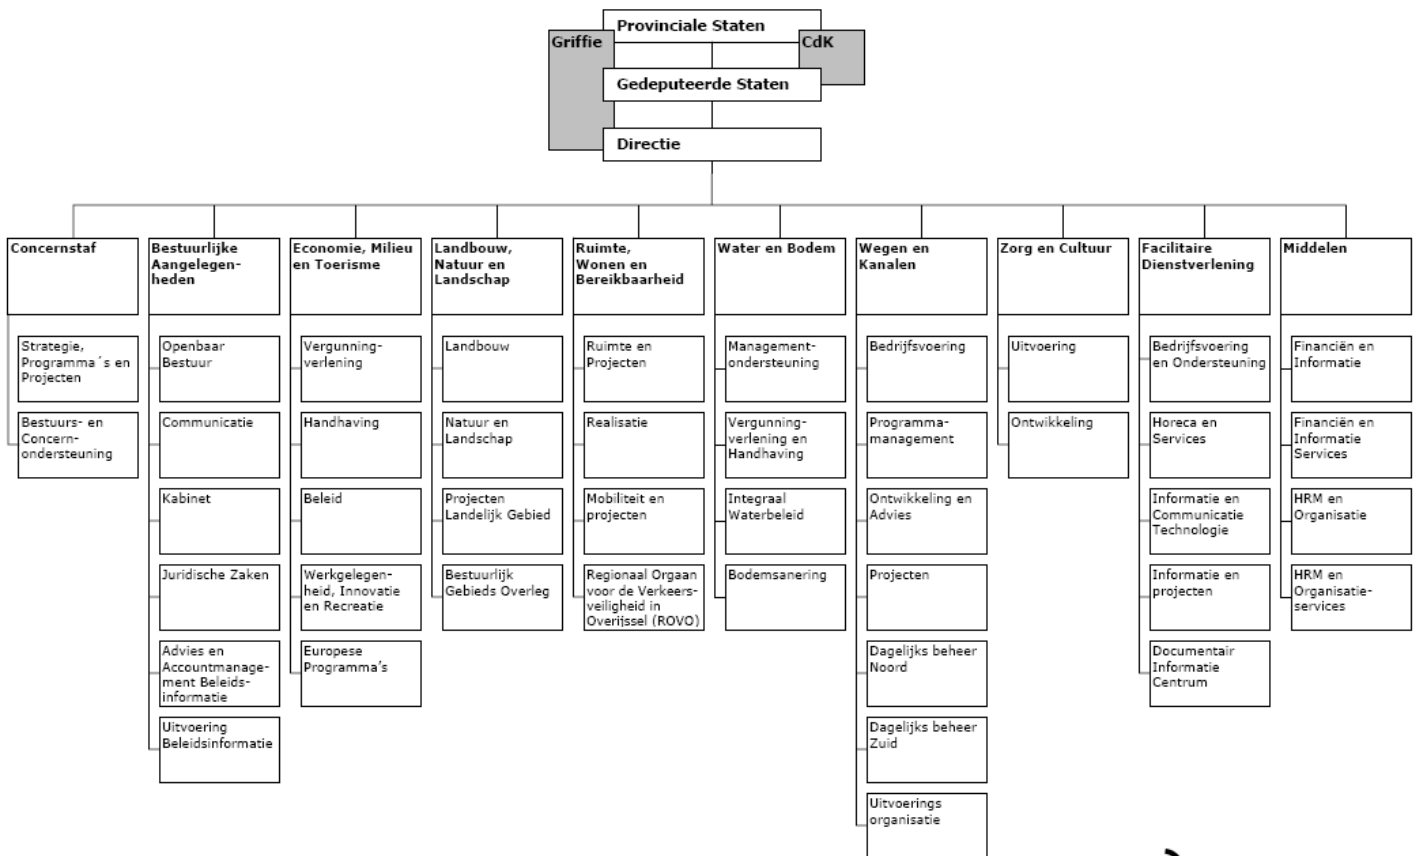 Provinciale Staten
Griffie
CdK
Gedeputeerde Staten
Directie
Concernstaf
Strategie,
Programma´s en
Projecten
Bestuurs- en
Concern-
ondersteuning
Bestuurlijke
Aangelegen-
heden
Openbaar
Bestuur
Communicatie
Kabinet
Juridische Zaken
Advies en
Accountmanage-
ment Beleids-
informatie
Uitvoering
Beleidsinformatie
Economie, Milieu
en Toerisme
Vergunning-
verlening
Handhaving
Beleid
Werkgelegen-
heid, Innovatie
en Recreatie
Europese
Programma’s
Landbouw,
Natuur en
Landschap
Landbouw
Natuur en
Landschap
Projecten
Landelijk Gebied
Bestuurlijk
Gebieds Overleg
Ruimte,
Wonen en
Bereikbaarheid
Ruimte en
Projecten
Realisatie
Mobiliteit en
projecten
Regionaal Orgaan
voor de Verkeers-
veiligheid in
Overijssel (ROVO)
Water en Bodem
Management-
ondersteuning
Vergunning-
verlening en
Handhaving
Integraal
Waterbeleid
Bodemsanering
Wegen en
Kanalen
Bedrijfsvoering
Programma-
management
Ontwikkeling en
Advies
Projecten
Dagelijks beheer
Noord
Dagelijks beheer
Zuid
Uitvoerings
organisatie
Zorg en Cultuur
Uitvoering
Ontwikkeling
Facilitaire
Dienstverlening
Bedrijfsvoering
en Ondersteuning
Horeca en
Services
Informatie en
Communicatie
Technologie
Informatie en
projecten
Documentair
Informatie
Centrum
Middelen
Financiën en
Informatie
Financiën en
Informatie
Services
HRM en
Organisatie
HRM en
Organisatie-
services